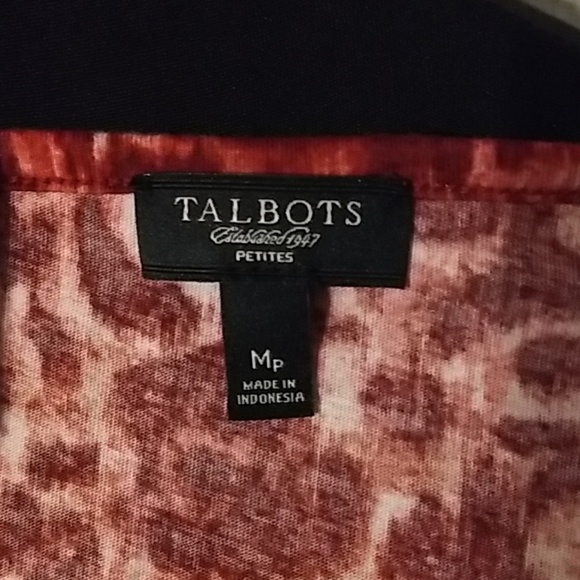 TALBOTS
Established 1947
PETITES
MP
MADE IN
INDONESIA